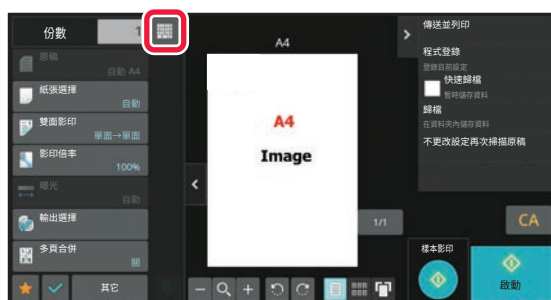 份數
1
原稿
自動 A4
紙張選擇
自動
雙面影印
單面→單面
影印倍率
100%
曝光
自動
輸出選擇
多頁合併
關
其它
A4
A4
Image
1/1
傳送並列印
程式登錄
登錄目前設定
快速歸檔
暫時儲存資料
歸檔
在資料夾內儲存資料
不更改設定再次掃描原稿
CA
樣本影印
啟動